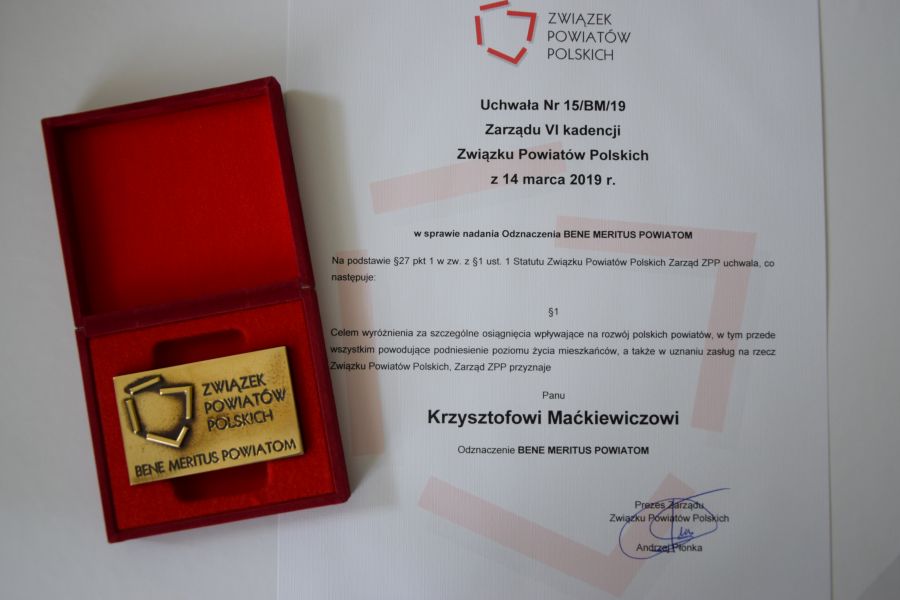 ZWIĄZEK
POWIATÓW
POLSKICH
Uchwała Nr 15/BM/19
Zarządu VI kadencji
Związku Powiatów Polskich
z 14 marca 2019 r.
w sprawie nadania Odznaczenia BENE MERITUS POWIATOM
Na podstawie §27 pkt 1 w zw. z §1 ust. 1 Statutu Związku Powiatów Polskich Zarząd ZPP uchwala, co
następuje:
§1
Celem wyróżnienia za szczególne osiągnięcia wpływające na rozwój polskich powiatów, w tym przede
wszystkim powodujące podniesienie poziomu życia mieszkańców, a także w uznaniu zasług na rzecz
Związku Powiatów Polskich, Zarząd ZPP przyznaje
Panu
Krzysztofowi Maćkiewiczowi
Odznaczenie BENE MERITUS POWIATOM
Prezes Zarządu
Związku Powiatów Polskich
Andrzej Płonka
ZWIĄZEK
POWIATÓW
POLSKICH
BENE MERITUS POWIATOM